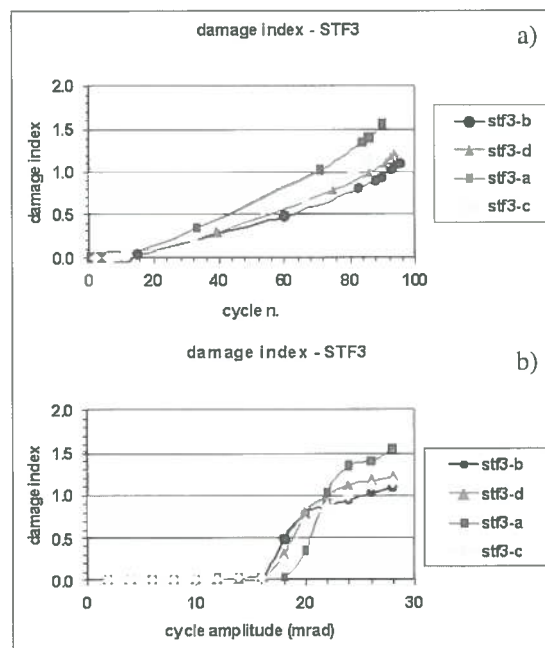 damage index - STF3
a)
2.0
1.5
1.0
0.5
0.0
damage index
0 20 40 60 80 100
cycle n.
stf3-b
stf3-d
stf3-a
stf3-c
damage index - STF3
b)
2.0
1.5
1.0
0.5
0.0
damage index
0 10 20 30
cycle amplitude (mrad)
stf3-b
stf3-d
stf3-a
stf3-c